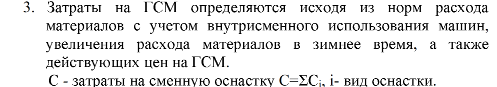 3. Затраты на ГСМ определяются исходя из норм расхода
материалов с учетом внутрисменного использования машин,
увеличения расхода материалов в зимнее время, а также
действующих цен на ГСМ.
С - затраты на сменную оснастку С=ΣСi, i- вид оснастки.